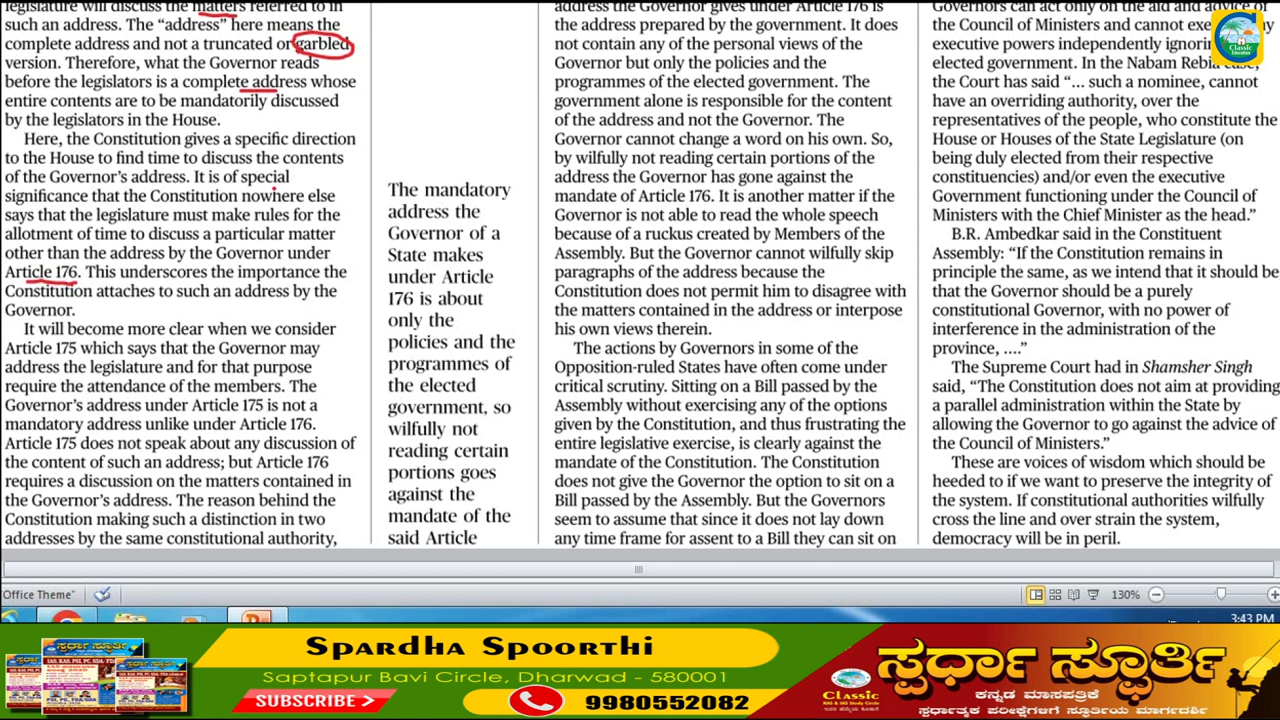 legislature will discuss the matters referred to in
such an address. The “address” here means the
complete address and not a truncated or garbled
version. Therefore, what the Governor reads
before the legislators is a complete address whose
entire contents are to be mandatorily discussed
by the legislators in the House.
Here, the Constitution gives a specific direction
to the House to find time to discuss the contents
of the Governor’s address. It is of special
significance that the Constitution nowhere else
says that the legislature must make rules for the
allotment of time to discuss a particular matter
other than the address by the Governor under
Article 176. This underscores the importance the
Constitution attaches to such an address by the
Governor.
It will become more clear when we consider
Article 175 which says that the Governor may
address the legislature and for that purpose
require the attendance of the members. The
Governor’s address under Article 175 is not a
mandatory address unlike under Article 176.
Article 175 does not speak about any discussion of
the content of such an address; but Article 176
requires a discussion on the matters contained in
the Governor’s address. The reason behind the
Constitution making such a distinction in two
addresses by the same constitutional authority,
The mandatory
address the
Governor of a
State makes
under Article
176 is about
only the
policies and the
programmes of
the elected
government, so
wilfully not
reading certain
portions goes
against the
mandate of the
said Article
address the Governor gives under Article 176 is
the address prepared by the government. It does
not contain any of the personal views of the
Governor but only the policies and the
programmes of the elected government. The
government alone is responsible for the content
of the address and not the Governor. The
Governor cannot change a word on his own. So,
by wilfully not reading certain portions of the
address the Governor has gone against the
mandate of Article 176. It is another matter if the
Governor is not able to read the whole speech
because of a ruckus created by Members of the
Assembly. But the Governor cannot wilfully skip
paragraphs of the address because the
Constitution does not permit him to disagree with
the matters contained in the address or interpose
his own views therein.
The actions by Governors in some of the
Opposition-ruled States have often come under
critical scrutiny. Sitting on a Bill passed by the
Assembly without exercising any of the options
given by the Constitution, and thus frustrating the
entire legislative exercise, is clearly against the
mandate of the Constitution. The Constitution
does not give the Governor the option to sit on a
Bill passed by the Assembly. But the Governors
seem to assume that since it does not lay down
any time frame for assent to a Bill they can sit on
Governors can act only on the aid and advice of
the Council of Ministers and cannot
executive powers independently
elected government. In the Nabam Rebia
the Court has said “... such a nominee, cannot
have an overriding authority, over the
representatives of the people, who constitute the
House or Houses of the State Legislature (on
being duly elected from their respective
constituencies) and/or even the executive
Government functioning under the Council of
Ministers with the Chief Minister as the head.”
B.R. Ambedkar said in the Constituent
Assembly: “If the Constitution remains in
principle the same, as we intend that it should be
that the Governor should be a purely
constitutional Governor, with no power of
interference in the administration of the
province, ....”
The Supreme Court had in Shamsher Singh
said, “The Constitution does not aim at providing
a parallel administration within the State by
allowing the Governor to go against the advice of
the Council of Ministers.”
These are voices of wisdom which should be
heeded to if we want to preserve the integrity of
the system. If constitutional authorities wilfully
cross the line and over strain the system,
democracy will be in peril.
Classic
Office Theme"
130%
3:43 PM
Spardha Spoorthi
Saptapur Bavi Circle, Dharwad - 580001
SUBSCRIBE
9980552082
ಸ್ಪರ್ಧಾ ಸ್ಫೂರ್ತಿ
ಕನ್ನಡ ಮಾಸಪತ್ರಿಕೆ
ಸ್ಪರ್ಧಾತ್ಮಕ ಪರೀಕ್ಷೆಗಳಿಗೆ ಸ್ಫೂರ್ತಿಯ ಮಾರ್ಗದರ್ಶಿ
Classic
KAS & IAS Study Circle